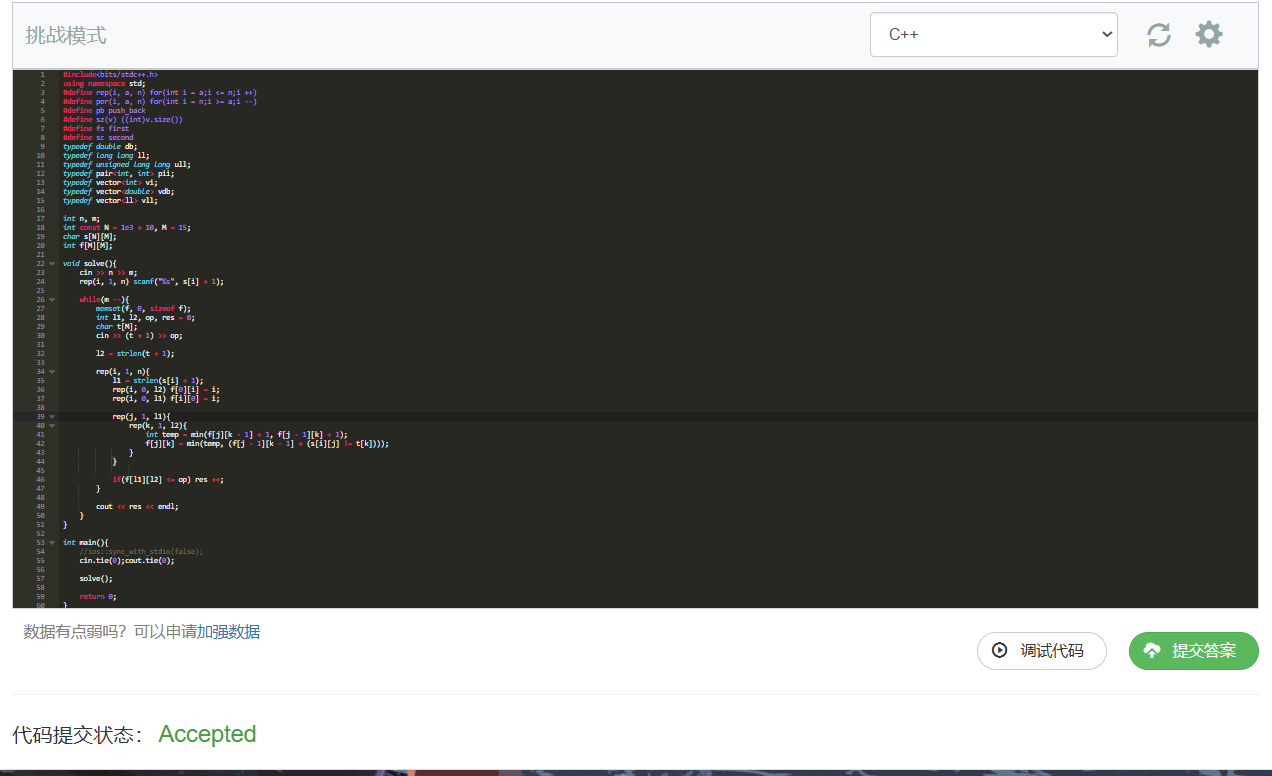 挑战模式
C++
1 #include<bits/stdc++.h>
2 using namespace std;
3 #define rep(i, a, n) for(int i = a;i <= n;i ++)
4 #define per(i, a, n) for(int i = n;i >= a;i --)
5 #define pb push_back
6 #define sz(v) ((int)v.size())
7 #define fs first
8 #define sc second
9 typedef double db;
10 typedef long long ll;
11 typedef unsigned long long ull;
12 typedef pair<int, int> pii;
13 typedef vector<int> vi;
14 typedef vector<double> vdb;
15 typedef vector<ll> vll;
16
17 int n, m;
18 int const N = 1e3 + 10, M = 15;
19 char s[N][M];
20 int f[M][M];
21
22 void solve(){
23 cin >> n >> m;
24 rep(i, 1, n) scanf("%s", s[i] + 1);
25
26 while(m --){
27 memset(f, 0, sizeof f);
28 int l1, l2, op, res = 0;
29 char t[M];
30 cin >> (t + 1) >> op;
31
32 l2 = strlen(t + 1);
33
34 rep(i, 1, n){
35 l1 = strlen(s[i] + 1);
36 rep(i, 0, l2) f[0][i] = i;
37 rep(i, 0, l1) f[i][0] = i;
38
39 rep(j, 1, l1){
40 rep(k, 1, l2){
41 int temp = min(f[j][k - 1] + 1, f[j - 1][k] + 1);
42 f[j][k] = min(temp, (f[j - 1][k - 1] + (s[i][j] != t[k])));
43 }
44 }
45
46 if(f[l1][l2] <= op) res ++;
47 }
48
49 cout << res << endl;
50 }
51 }
52
53 int main(){
54 //ios::sync_with_stdio(false);
55 cin.tie(0);cout.tie(0);
56
57 solve();
58
59 return 0;
60 }
数据有点弱吗？可以申请加强数据
调试代码
提交答案
代码提交状态： Accepted